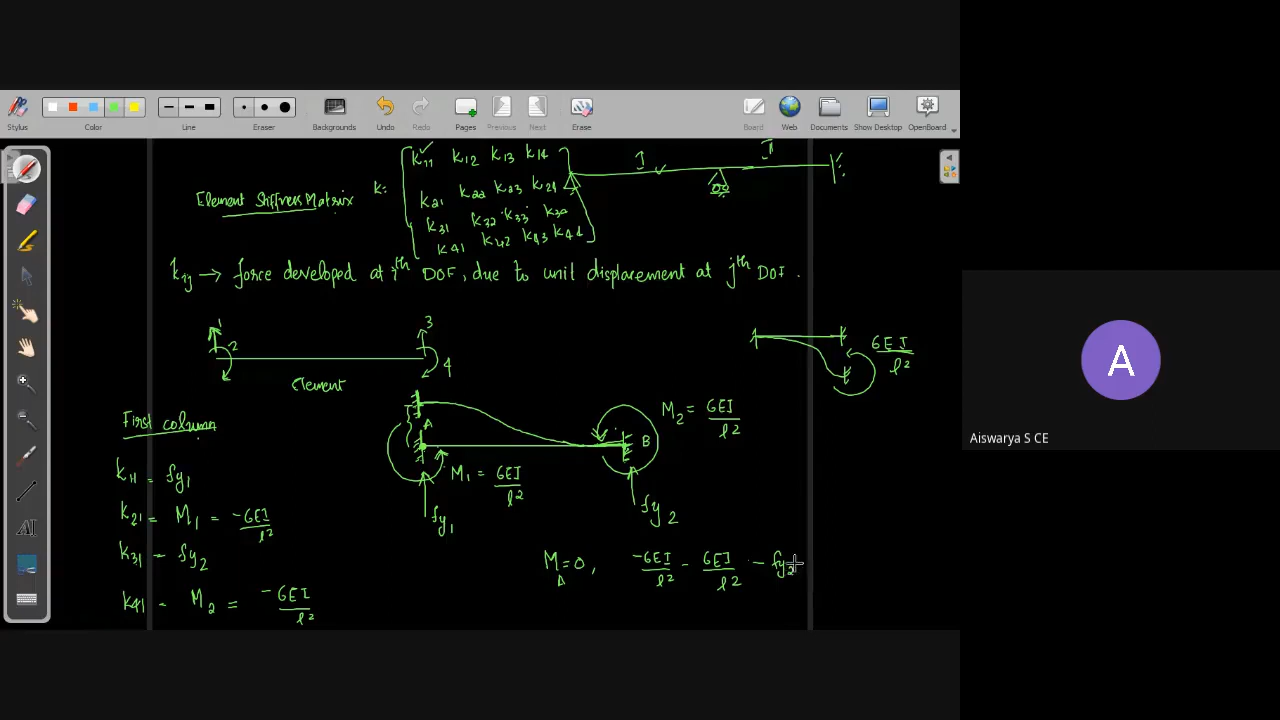 Stylus Color Line Eraser Backgrounds Undo Redo Pages Previous Next Erase Board Web Documents Show Desktop OpenBoard
Element Stiffness Matrix k:
k11 k12 k13 k14
k21 k22 k23 k24
k31 k32 k33 k34
k41 k42 k43 k44
I II
kij → force developed at ith DOF, due to unit displacement at jth DOF.
1 2 3 4
Element
6EI/l²
First column
A B
M2 = 6EI/l²
M1 = 6EI/l²
fy1
fy2
k11 = fy1
k21 = M1 = -6EI/l²
k31 = fy2
k41 = M2 = -6EI/l²
MA=0, -6EI/l² - 6EI/l² - fy2
A
Aiswarya S CE